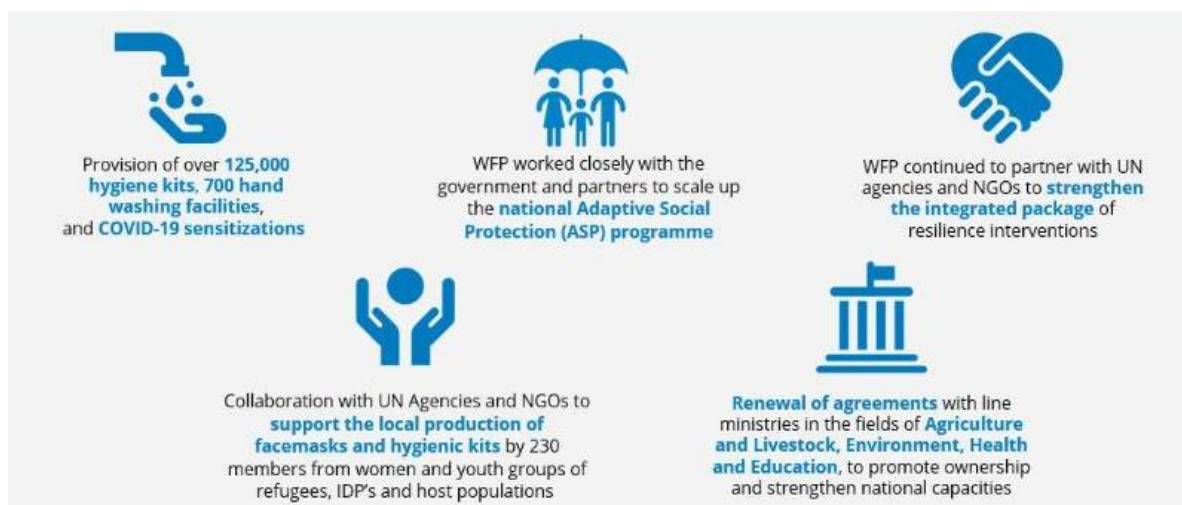 Provision of over 125,000
hygiene kits, 700 hand
washing facilities,
and COVID-19 sensitizations
WFP worked closely with the
government and partners to scale up
the national Adaptive Social
Protection (ASP) programme
WFP continued to partner with UN
agencies and NGOs to strengthen
the integrated package of
resilience interventions
Collaboration with UN Agencies and NGOs to
support the local production of
facemasks and hygienic kits by 230
members from women and youth groups of
refugees, IDP's and host populations
Renewal of agreements with line
ministries in the fields of Agriculture
and Livestock, Environment, Health
and Education, to promote ownership
and strengthen national capacities